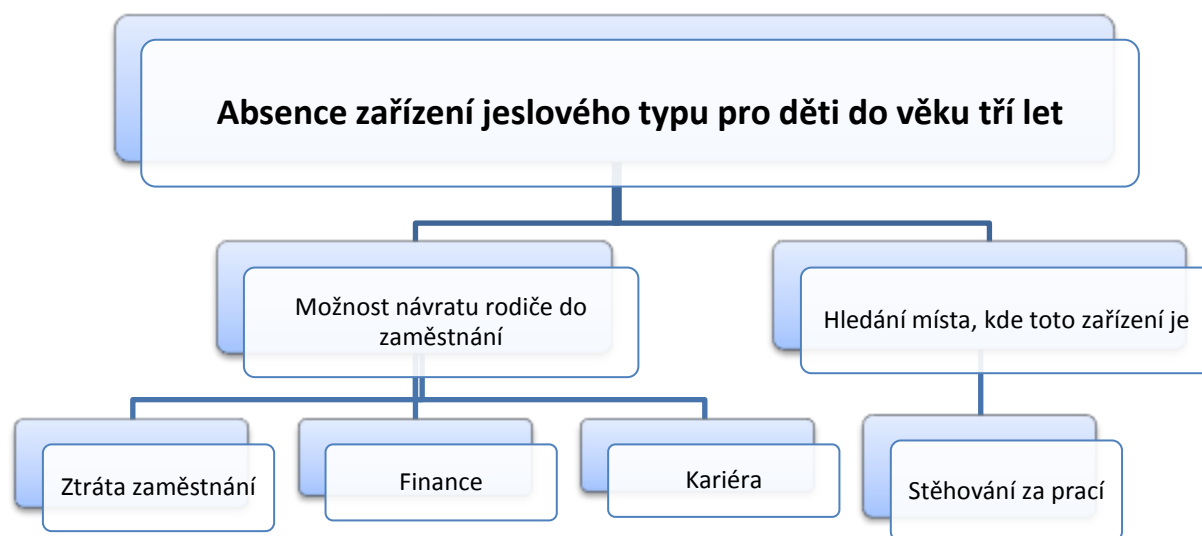 Absence zařízení jeslového typu pro děti do věku tří let
Možnost návratu rodiče do
zaměstnání
Hledání místa, kde toto zařízení je
Ztráta zaměstnání
Finance
Kariéra
Stěhování za prací